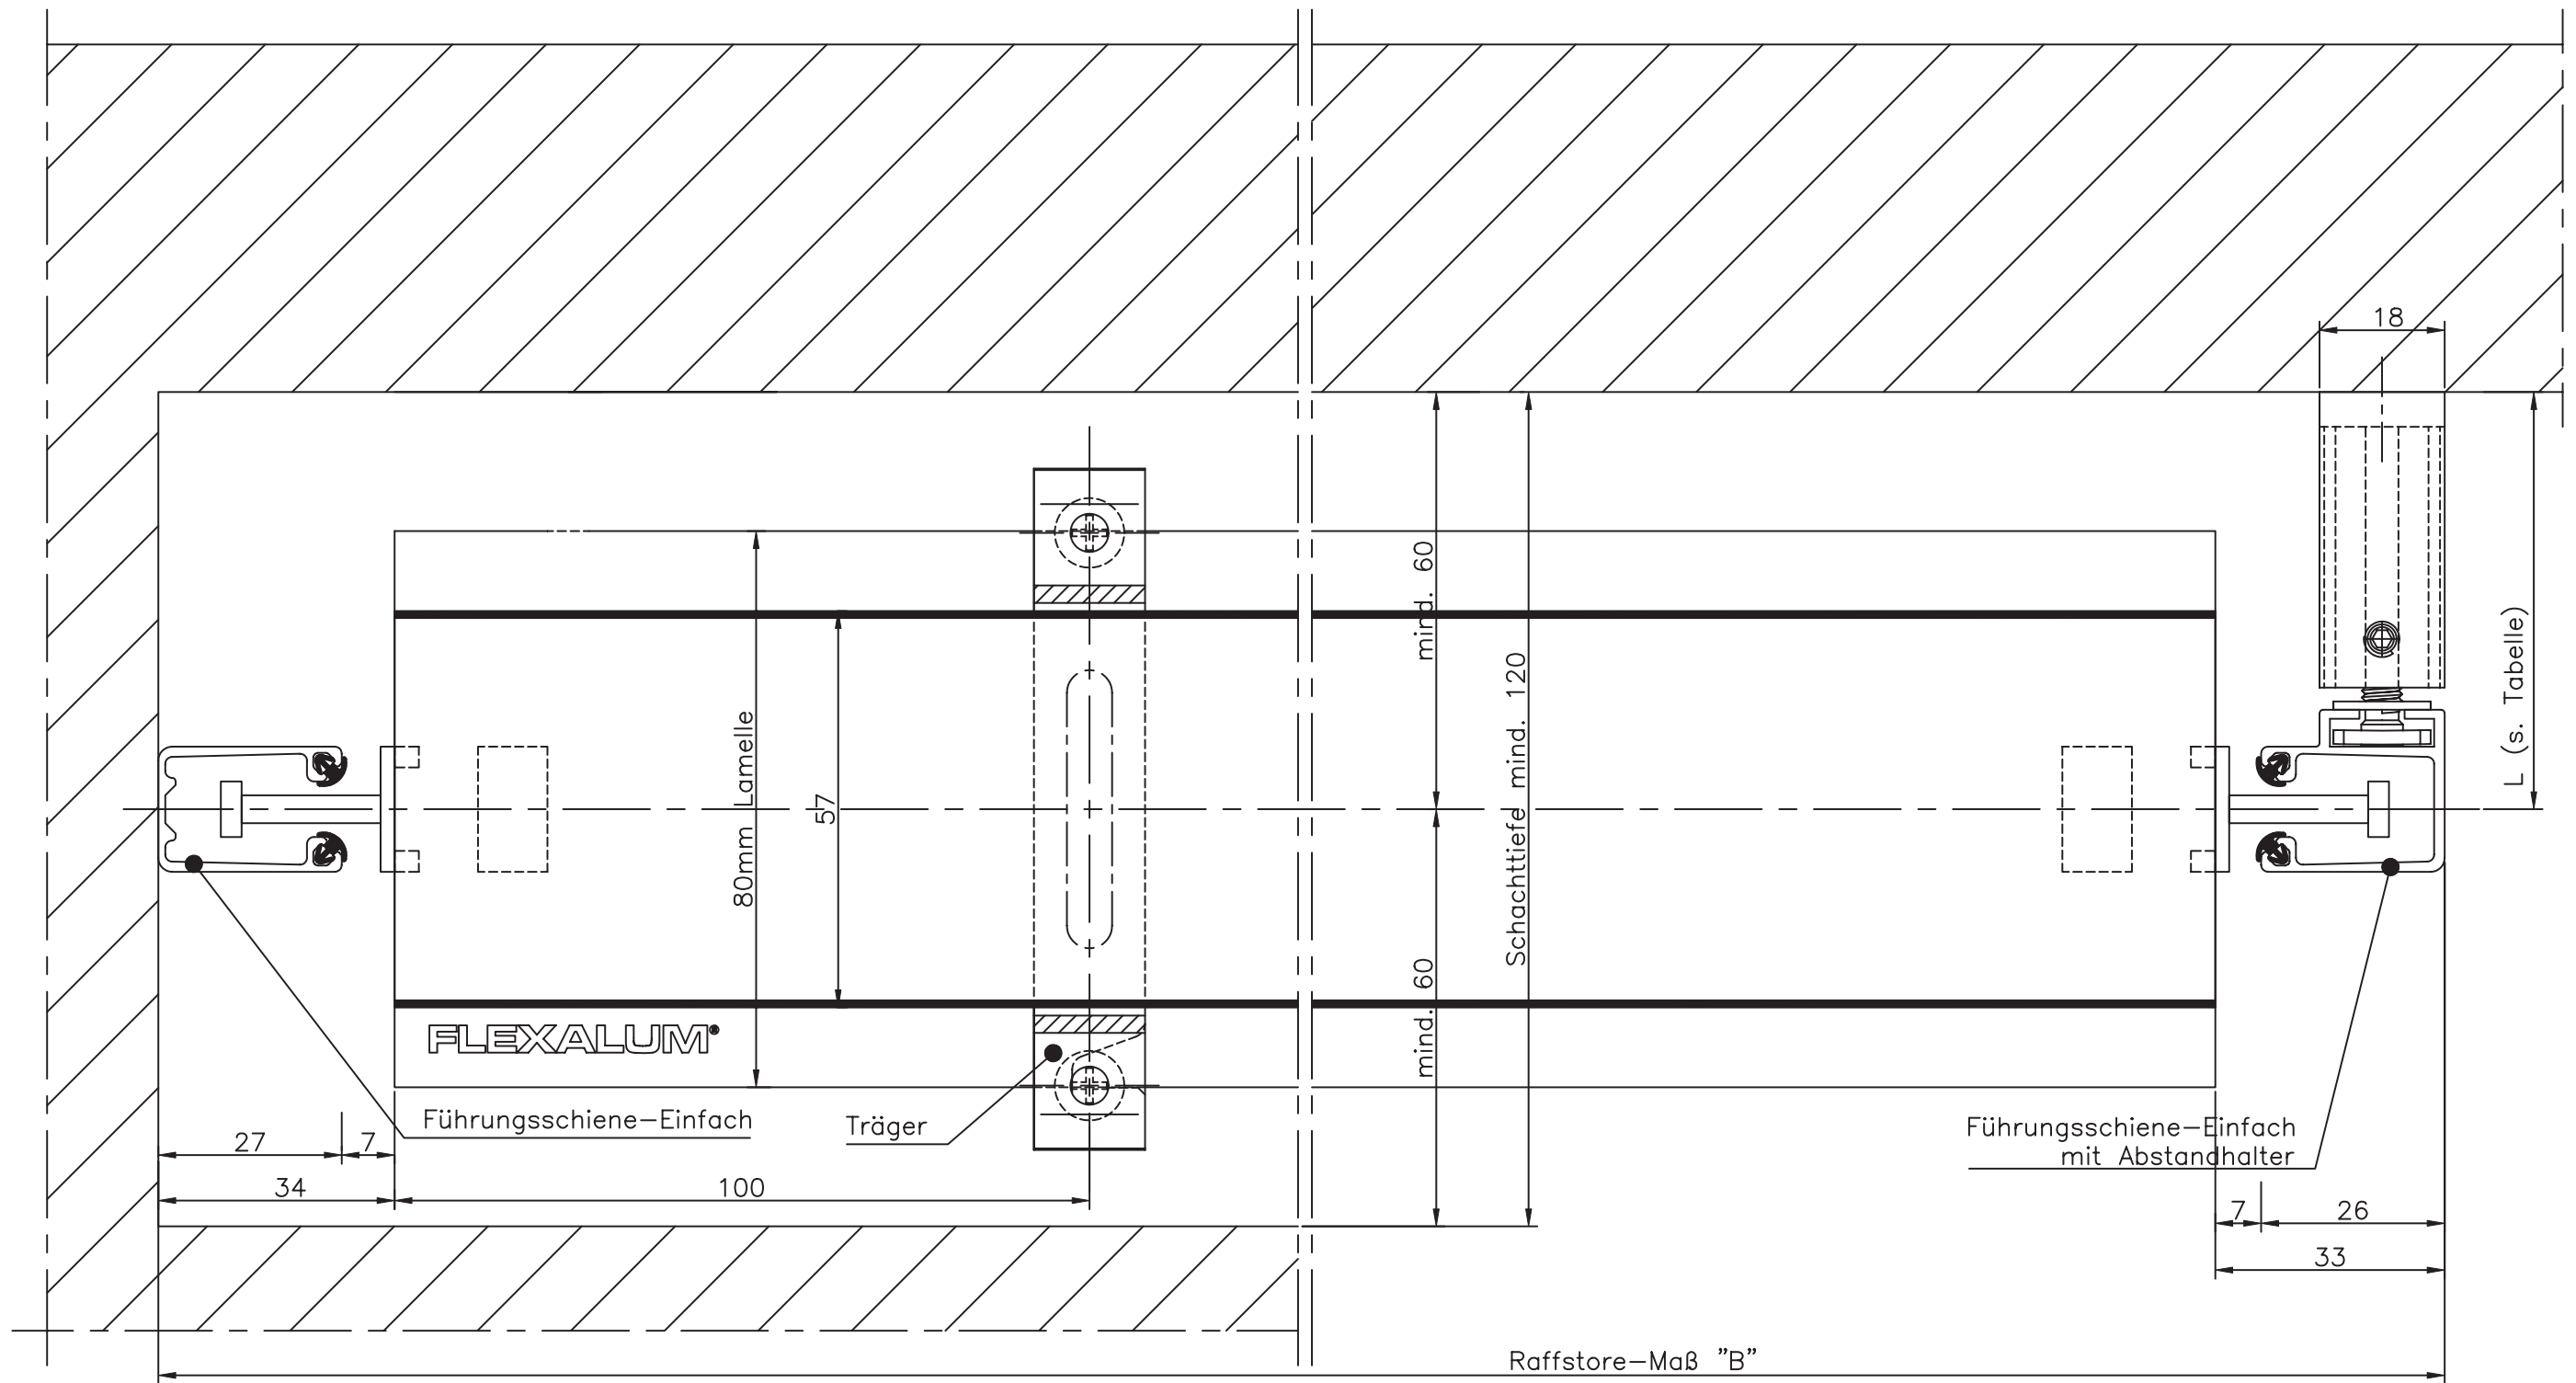 18
mind. 60
Schachttiefe mind. 120
L (s. Tabelle)
80mm Lamelle
57
mind. 60
FLEXALUM®
Führungsschiene-Einfach
Träger
Führungsschiene-Einfach
mit Abstandhalter
27
7
34
100
7
26
33
Raffstore-Maß "B"